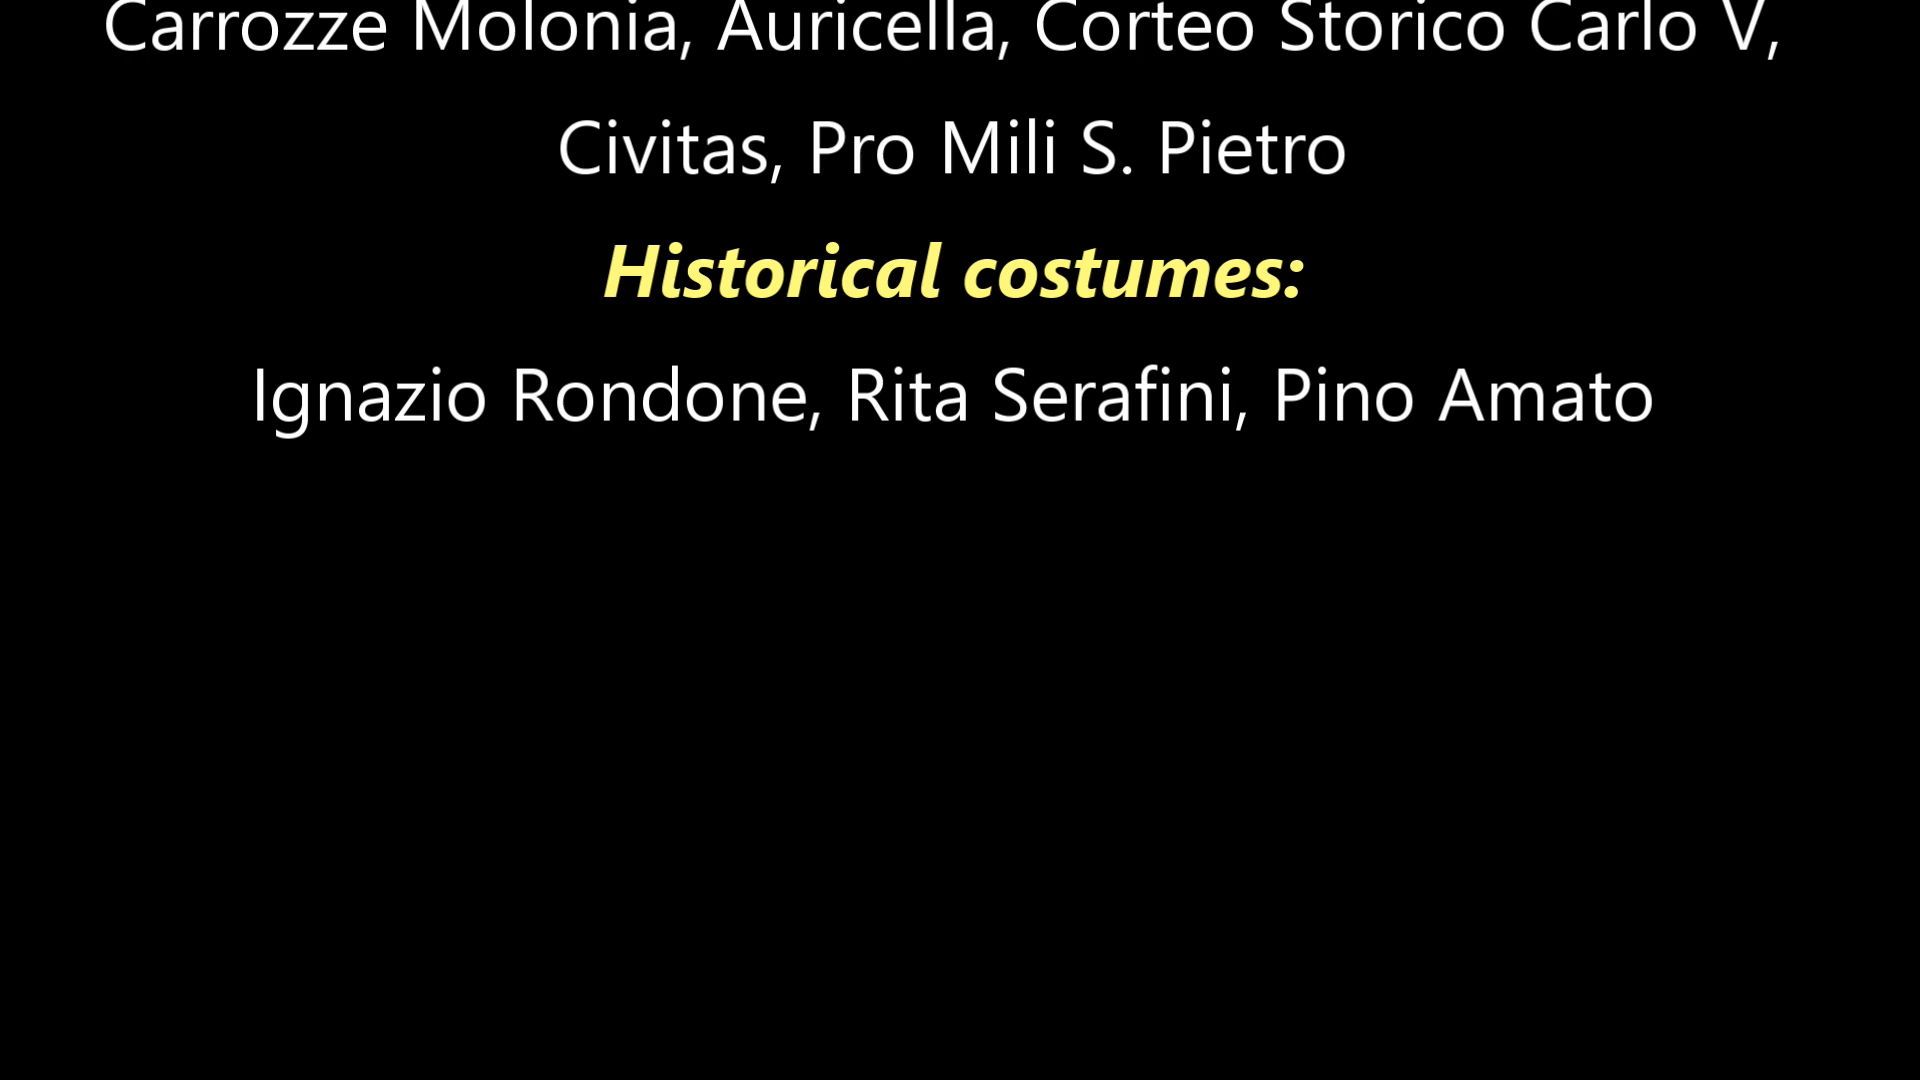 Carrozze Molonia, Auricella, Corteo Storico Carlo V,
Civitas, Pro Mili S. Pietro
Historical costumes:
Ignazio Rondone, Rita Serafini, Pino Amato